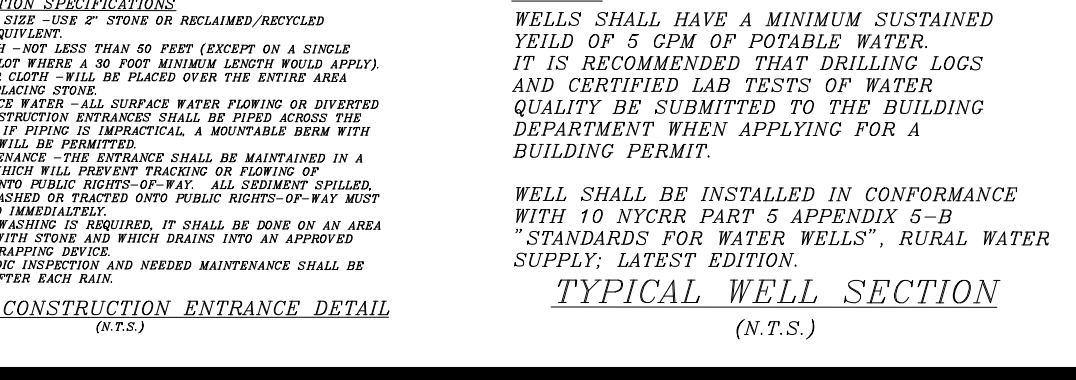 TION SPECIFICATIONS
SIZE -USE 2" STONE OR RECLAIMED/RECYCLED
QUIVLENT.
H -NOT LESS THAN 50 FEET (EXCEPT ON A SINGLE
LOT WHERE A 30 FOOT MINIMUM LENGTH WOULD APPLY).
R CLOTH -WILL BE PLACED OVER THE ENTIRE AREA
LACING STONE.
CE WATER -ALL SURFACE WATER FLOWING OR DIVERTED
STRUCTION ENTRANCES SHALL BE PIPED ACROSS THE
IF PIPING IS IMPRACTICAL, A MOUNTABLE BERM WITH
WILL BE PERMITTED.
ENANCE -THE ENTRANCE SHALL BE MAINTAINED IN A
HICH WILL PREVENT TRACKING OR FLOWING OF
NTO PUBLIC RIGHTS-OF-WAY. ALL SEDIMENT SPILLED,
ASHED OR TRACTED ONTO PUBLIC RIGHTS-OF-WAY MUST
D IMMEDIALTELY.
WASHING IS REQUIRED, IT SHALL BE DONE ON AN AREA
WITH STONE AND WHICH DRAINS INTO AN APPROVED
RAPPING DEVICE.
DIC INSPECTION AND NEEDED MAINTENANCE SHALL BE
FTER EACH RAIN.
CONSTRUCTION ENTRANCE DETAIL
(N.T.S.)
WELLS SHALL HAVE A MINIMUM SUSTAINED
YEILD OF 5 GPM OF POTABLE WATER.
IT IS RECOMMENDED THAT DRILLING LOGS
AND CERTIFIED LAB TESTS OF WATER
QUALITY BE SUBMITTED TO THE BUILDING
DEPARTMENT WHEN APPLYING FOR A
BUILDING PERMIT.
WELL SHALL BE INSTALLED IN CONFORMANCE
WITH 10 NYCRR PART 5 APPENDIX 5-B
"STANDARDS FOR WATER WELLS", RURAL WATER
SUPPLY; LATEST EDITION.
TYPICAL WELL SECTION
(N.T.S.)